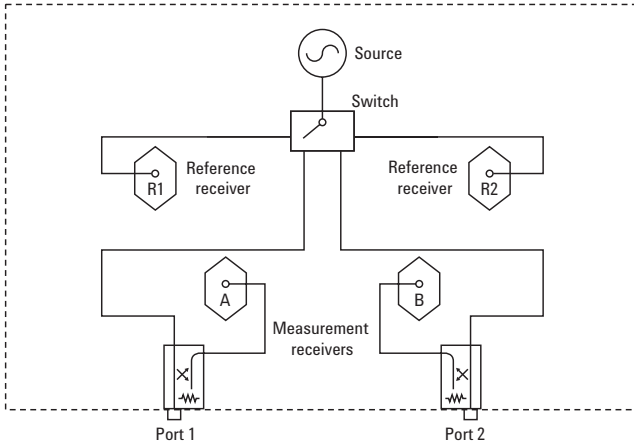 Source
Switch
Reference
receiver
R1
Reference
receiver
R2
A
B
Measurement
receivers
Port 1
Port 2